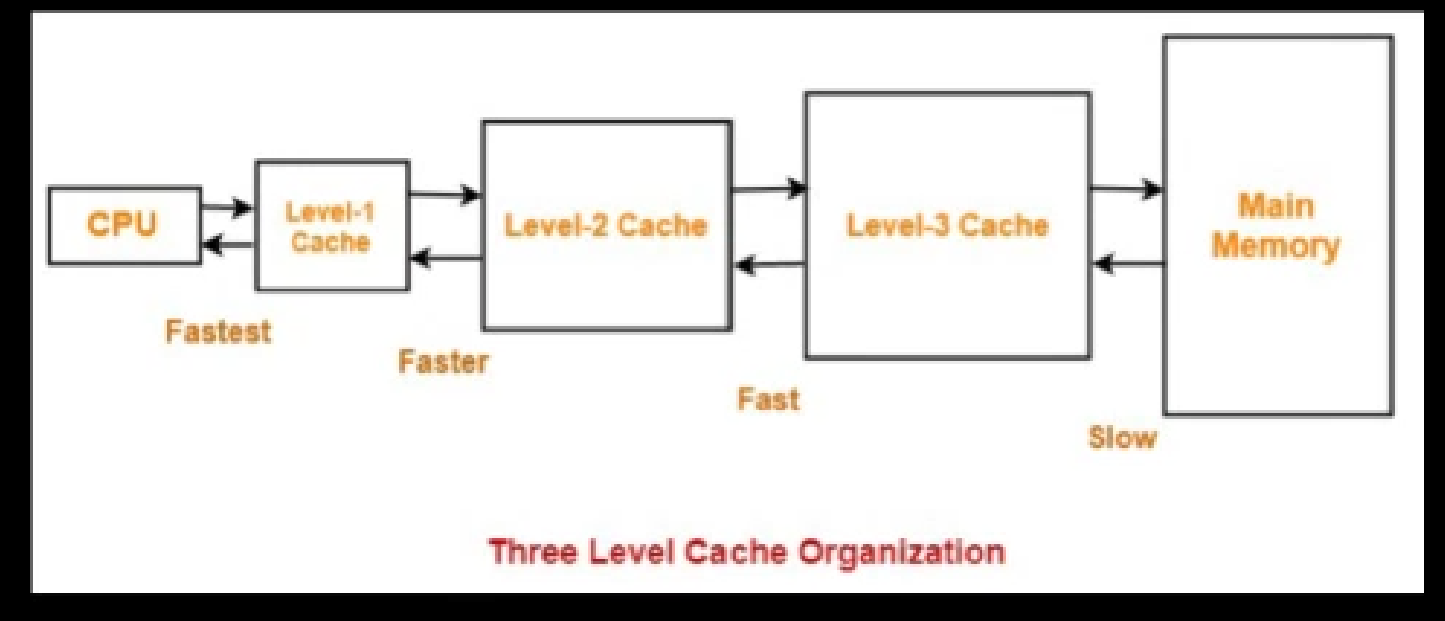 CPU
Level-1
Cache
Level-2 Cache
Level-3 Cache
Main
Memory
Fastest
Faster
Fast
Slow
Three Level Cache Organization